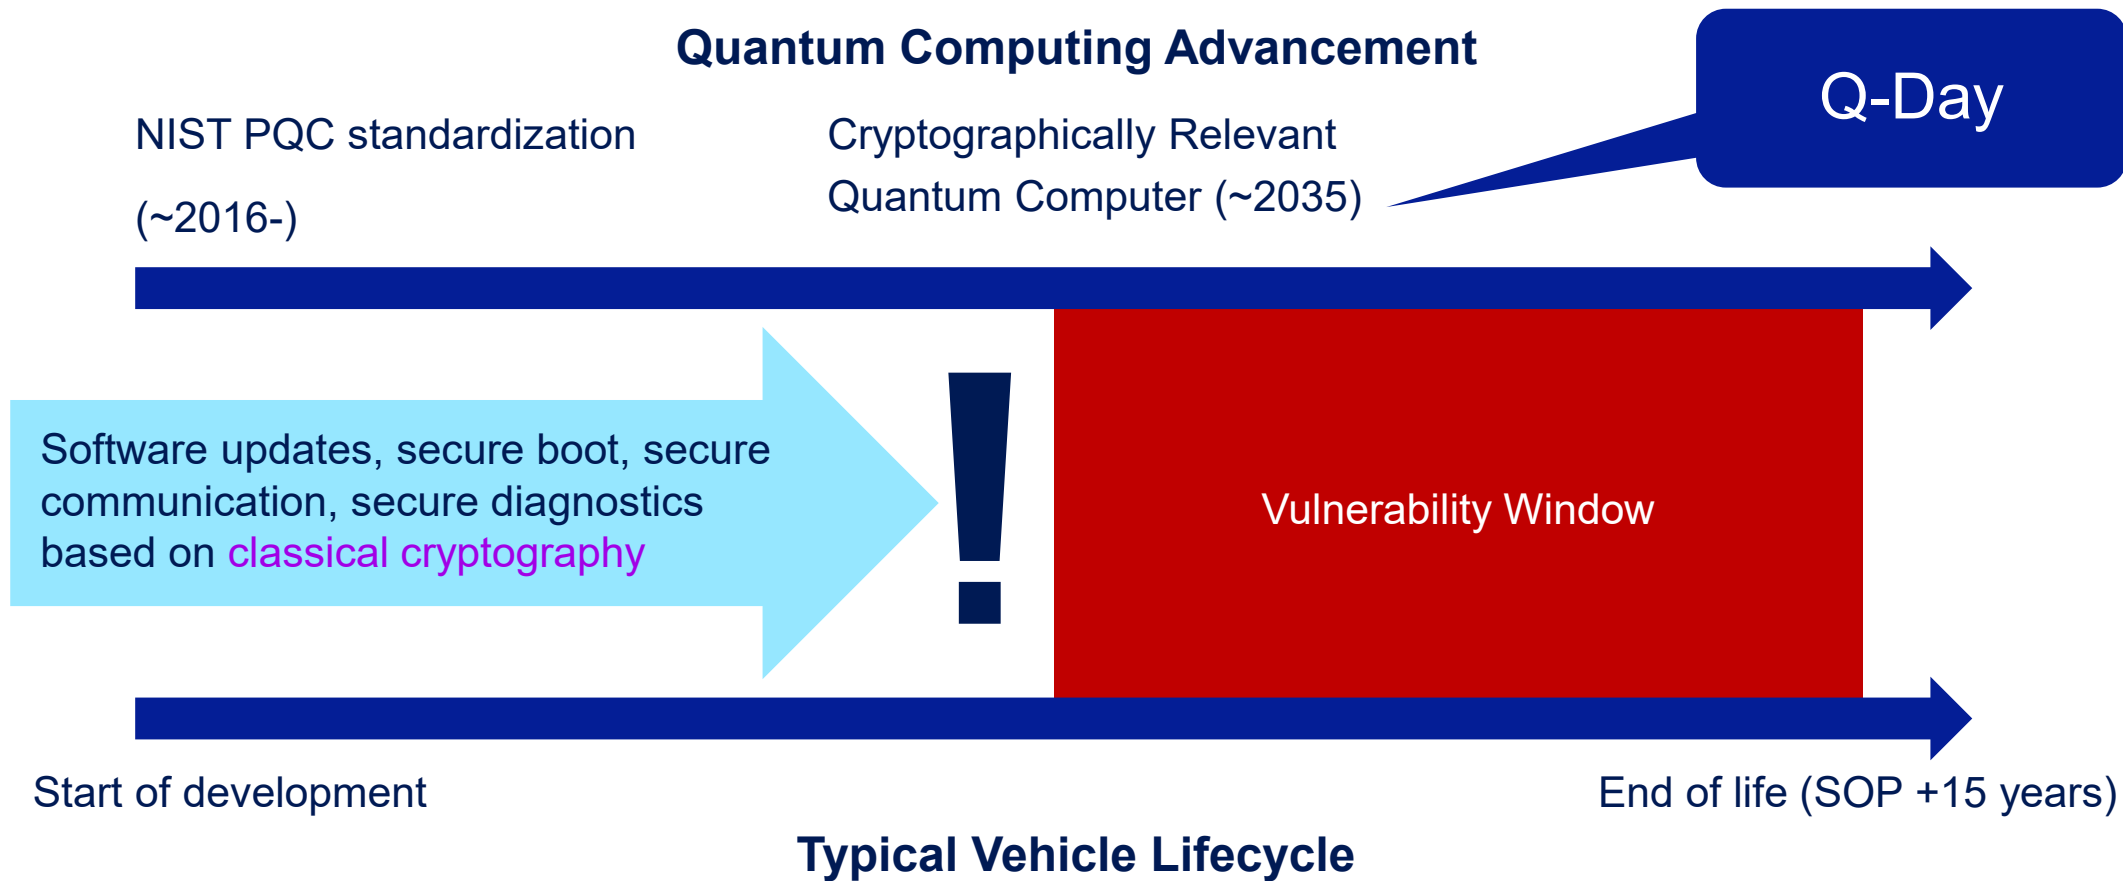 Quantum Computing Advancement
Q-Day
NIST PQC standardization
(~2016-)
Cryptographically Relevant
Quantum Computer (~2035)
Software updates, secure boot, secure
communication, secure diagnostics
based on classical cryptography
!
Vulnerability Window
Start of development
End of life (SOP +15 years)
Typical Vehicle Lifecycle